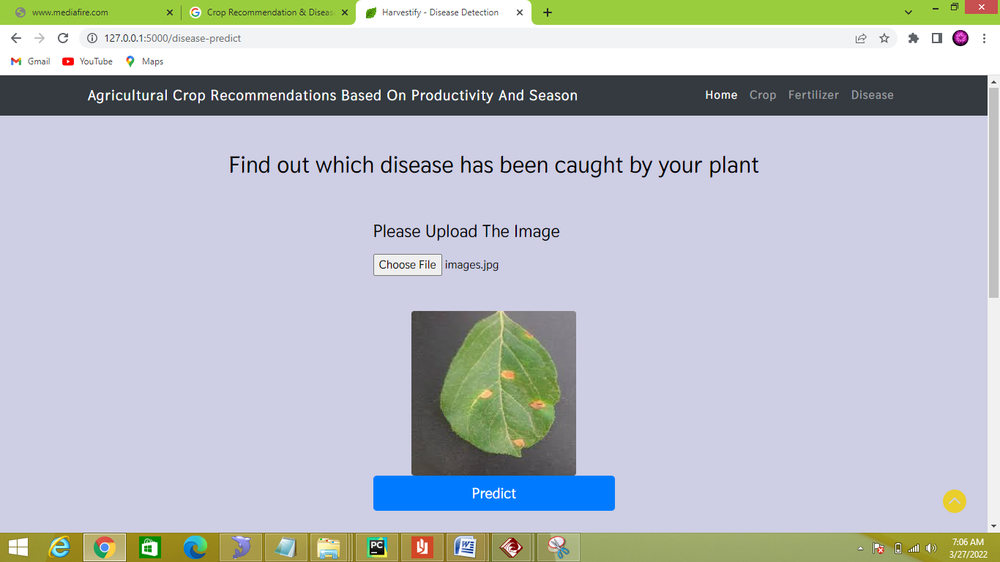 www.mediafire.com
Crop Recommendation & Diseas
Harvestify - Disease Detection
127.0.0.1:5000/disease-predict
Gmail YouTube Maps
Agricultural Crop Recommendations Based On Productivity And Season
Home Crop Fertilizer Disease
Find out which disease has been caught by your plant
Please Upload The Image
Choose File images.jpg
Predict
PC
7:06 AM
3/27/2022